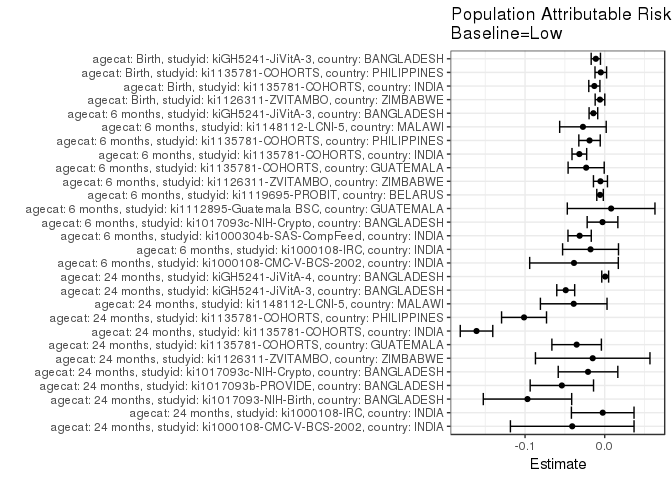 Population Attributable Risk
Baseline=Low
agecat: Birth, studyid: kiGH5241-JiVitA-3, country: BANGLADESH
agecat: Birth, studyid: ki1135781-COHORTS, country: PHILIPPINES
agecat: Birth, studyid: ki1135781-COHORTS, country: INDIA
agecat: Birth, studyid: ki1126311-ZVITAMBO, country: ZIMBABWE
agecat: 6 months, studyid: kiGH5241-JiVitA-3, country: BANGLADESH
agecat: 6 months, studyid: ki1148112-LCNI-5, country: MALAWI
agecat: 6 months, studyid: ki1135781-COHORTS, country: PHILIPPINES
agecat: 6 months, studyid: ki1135781-COHORTS, country: INDIA
agecat: 6 months, studyid: ki1135781-COHORTS, country: GUATEMALA
agecat: 6 months, studyid: ki1126311-ZVITAMBO, country: ZIMBABWE
agecat: 6 months, studyid: ki1119695-PROBIT, country: BELARUS
agecat: 6 months, studyid: ki1112895-Guatemala BSC, country: GUATEMALA
agecat: 6 months, studyid: ki1017093c-NIH-Crypto, country: BANGLADESH
agecat: 6 months, studyid: ki1000304b-SAS-CompFeed, country: INDIA
agecat: 6 months, studyid: ki1000108-IRC, country: INDIA
agecat: 6 months, studyid: ki1000108-CMC-V-BCS-2002, country: INDIA
agecat: 24 months, studyid: kiGH5241-JiVitA-4, country: BANGLADESH
agecat: 24 months, studyid: kiGH5241-JiVitA-3, country: BANGLADESH
agecat: 24 months, studyid: ki1148112-LCNI-5, country: MALAWI
agecat: 24 months, studyid: ki1135781-COHORTS, country: PHILIPPINES
agecat: 24 months, studyid: ki1135781-COHORTS, country: INDIA
agecat: 24 months, studyid: ki1135781-COHORTS, country: GUATEMALA
agecat: 24 months, studyid: ki1126311-ZVITAMBO, country: ZIMBABWE
agecat: 24 months, studyid: ki1017093c-NIH-Crypto, country: BANGLADESH
agecat: 24 months, studyid: ki1017093b-PROVIDE, country: BANGLADESH
agecat: 24 months, studyid: ki1017093-NIH-Birth, country: BANGLADESH
agecat: 24 months, studyid: ki1000108-IRC, country: INDIA
agecat: 24 months, studyid: ki1000108-CMC-V-BCS-2002, country: INDIA
-0.1 0.0
Estimate